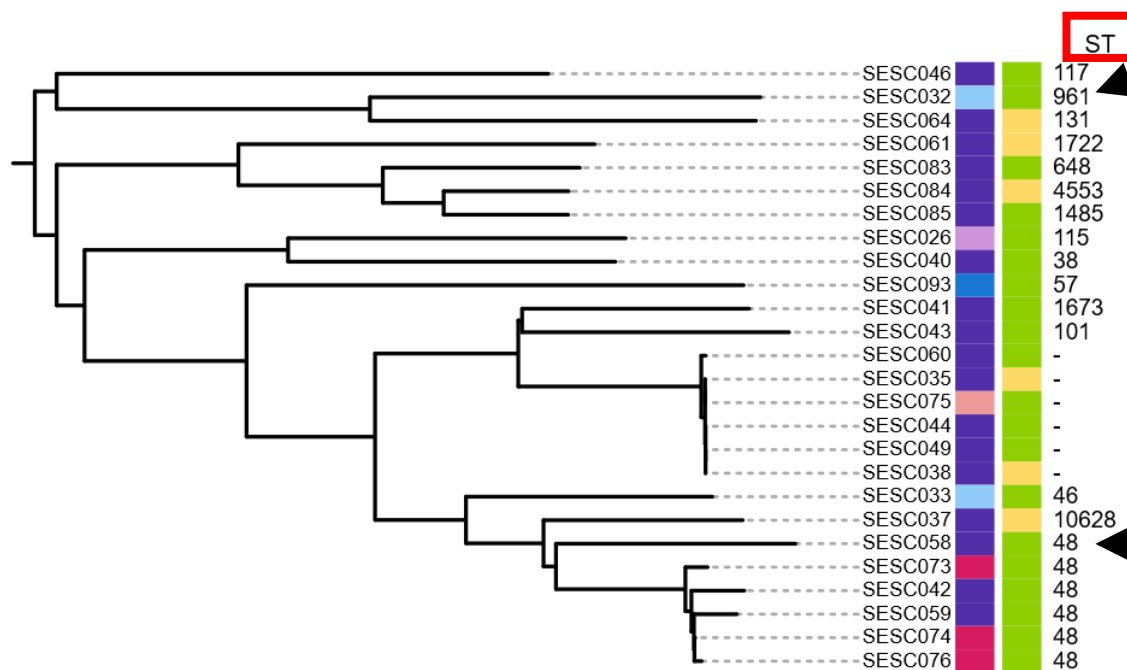 ST
SESC046 117
SESC032 961
SESC064 131
SESC061 1722
SESC083 648
SESC084 4553
SESC085 1485
SESC026 115
SESC040 38
SESC093 57
SESC041 1673
SESC043 101
SESC060 -
SESC035 -
SESC075 -
SESC044 -
SESC049 -
SESC038 -
SESC033 46
SESC037 10628
SESC058 48
SESC073 48
SESC042 48
SESC059 48
SESC074 48
SESC076 48